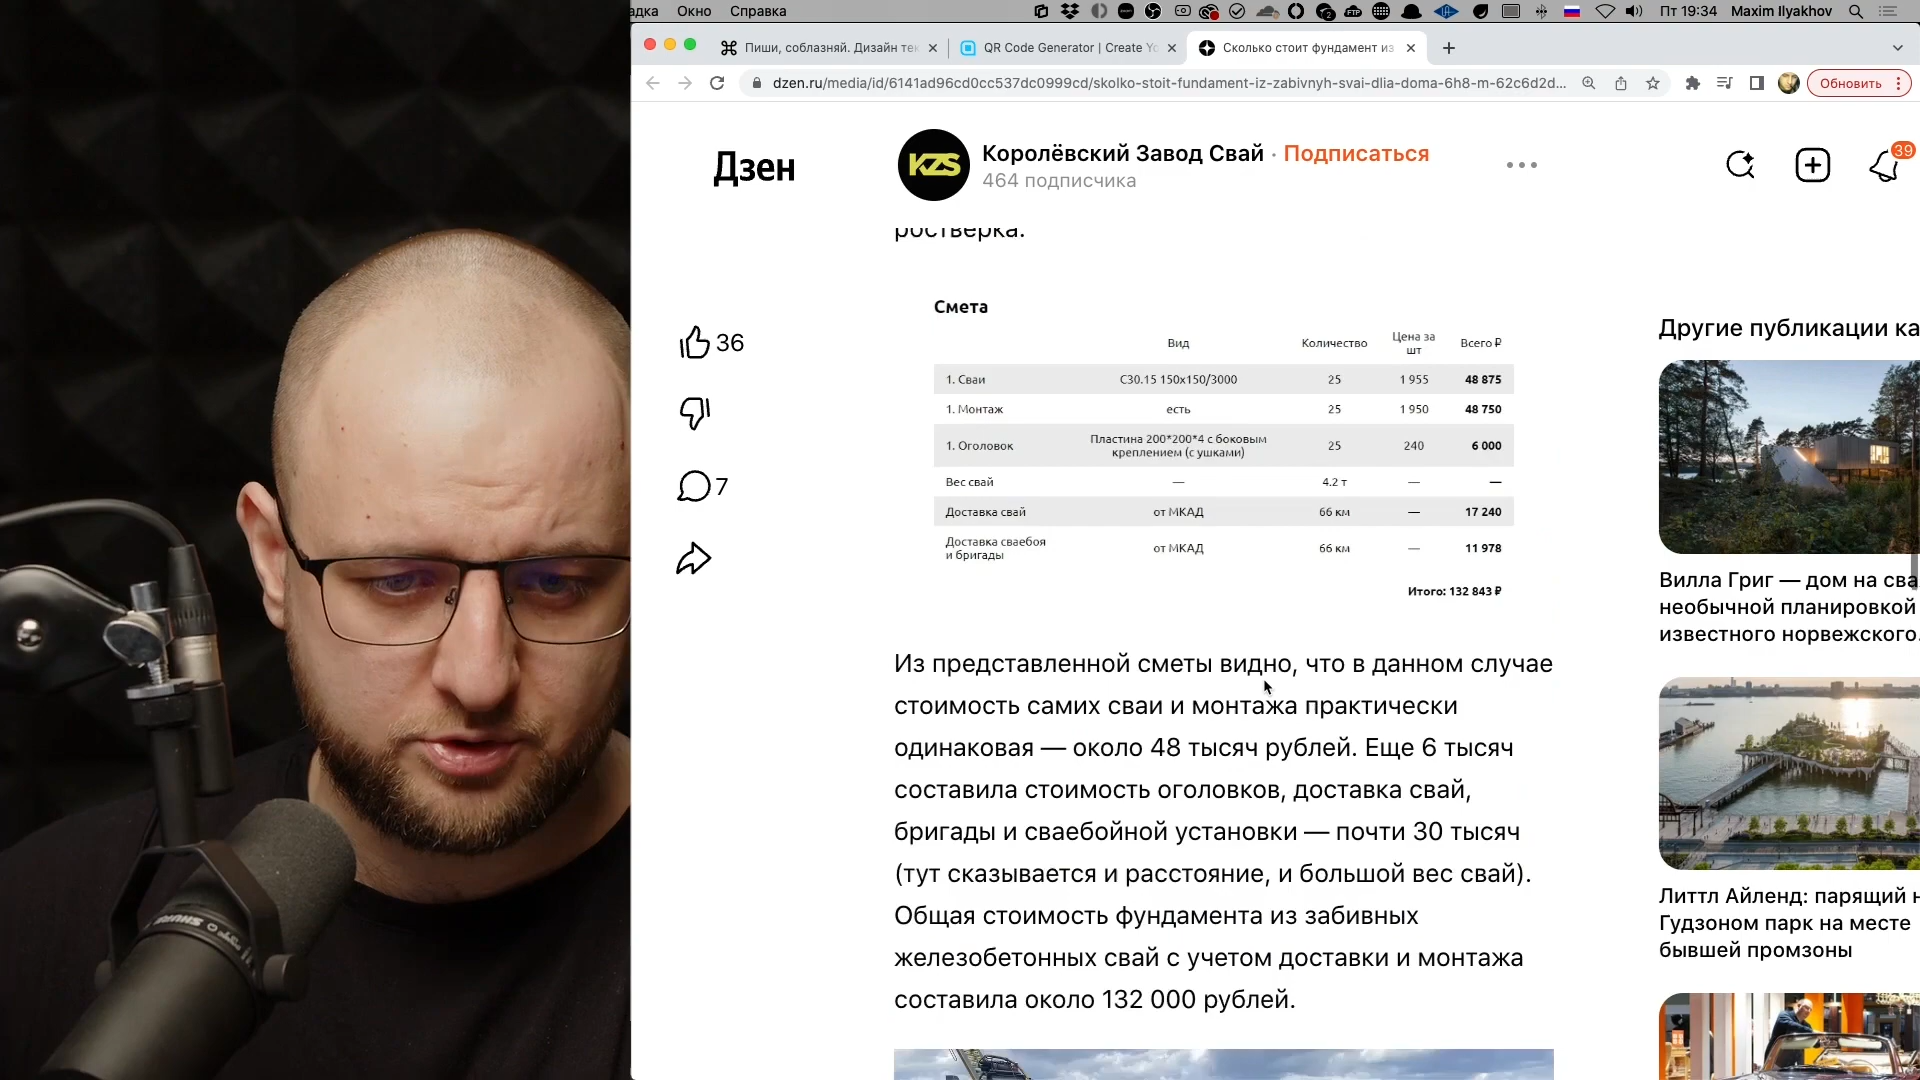 адка Окно Справка Пт 19:34 Maxim Ilyakhov
Пиши, соблазняй. Дизайн тек
QR Code Generator | Create Yo
Сколько стоит фундамент из
dzen.ru/media/id/6141ad96cd0cc537dc0999cd/skolko-stoit-fundament-iz-zabivnyh-svai-dlia-doma-6h8-m-62c6d2d...
Обновить
Дзен
KZS
Королёвский Завод Свай · Подписаться
464 подписчика
39
ростверка.
36
7
Смета
Вид Количество Цена за шт Всего ₽
1. Сваи С30.15 150х150/3000 25 1 955 48 875
1. Монтаж есть 25 1 950 48 750
1. Оголовок Пластина 200*200*4 с боковым креплением (с ушками) 25 240 6 000
Вес свай — 4.2 т — —
Доставка свай от МКАД 66 км — 17 240
Доставка сваебоя и бригады от МКАД 66 км — 11 978
Итого: 132 843 ₽
Из представленной сметы видно, что в данном случае
стоимость самих сваи и монтажа практически
одинаковая — около 48 тысяч рублей. Еще 6 тысяч
составила стоимость оголовков, доставка свай,
бригады и сваебойной установки — почти 30 тысяч
(тут сказывается и расстояние, и большой вес свай).
Общая стоимость фундамента из забивных
железобетонных свай с учетом доставки и монтажа
составила около 132 000 рублей.
Другие публикации ка
Вилла Григ — дом на сва
необычной планировкой
известного норвежского
Литтл Айленд: парящий н
Гудзоном парк на месте
бывшей промзоны
SHURE